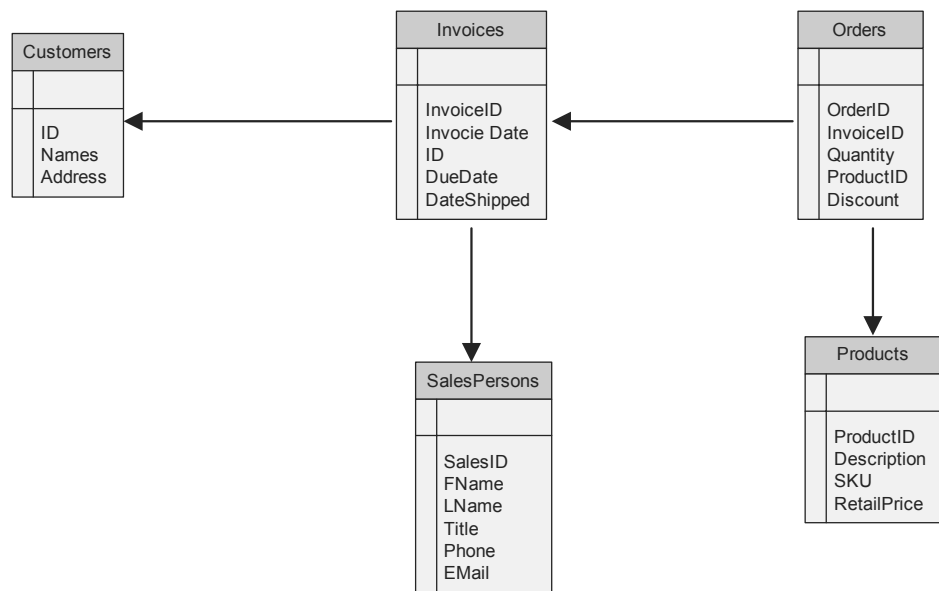 Customers
ID
Names
Address
Invoices
InvoiceID
Invocie Date
ID
DueDate
DateShipped
Orders
OrderID
InvoiceID
Quantity
ProductID
Discount
SalesPersons
SalesID
FName
LName
Title
Phone
EMail
Products
ProductID
Description
SKU
RetailPrice